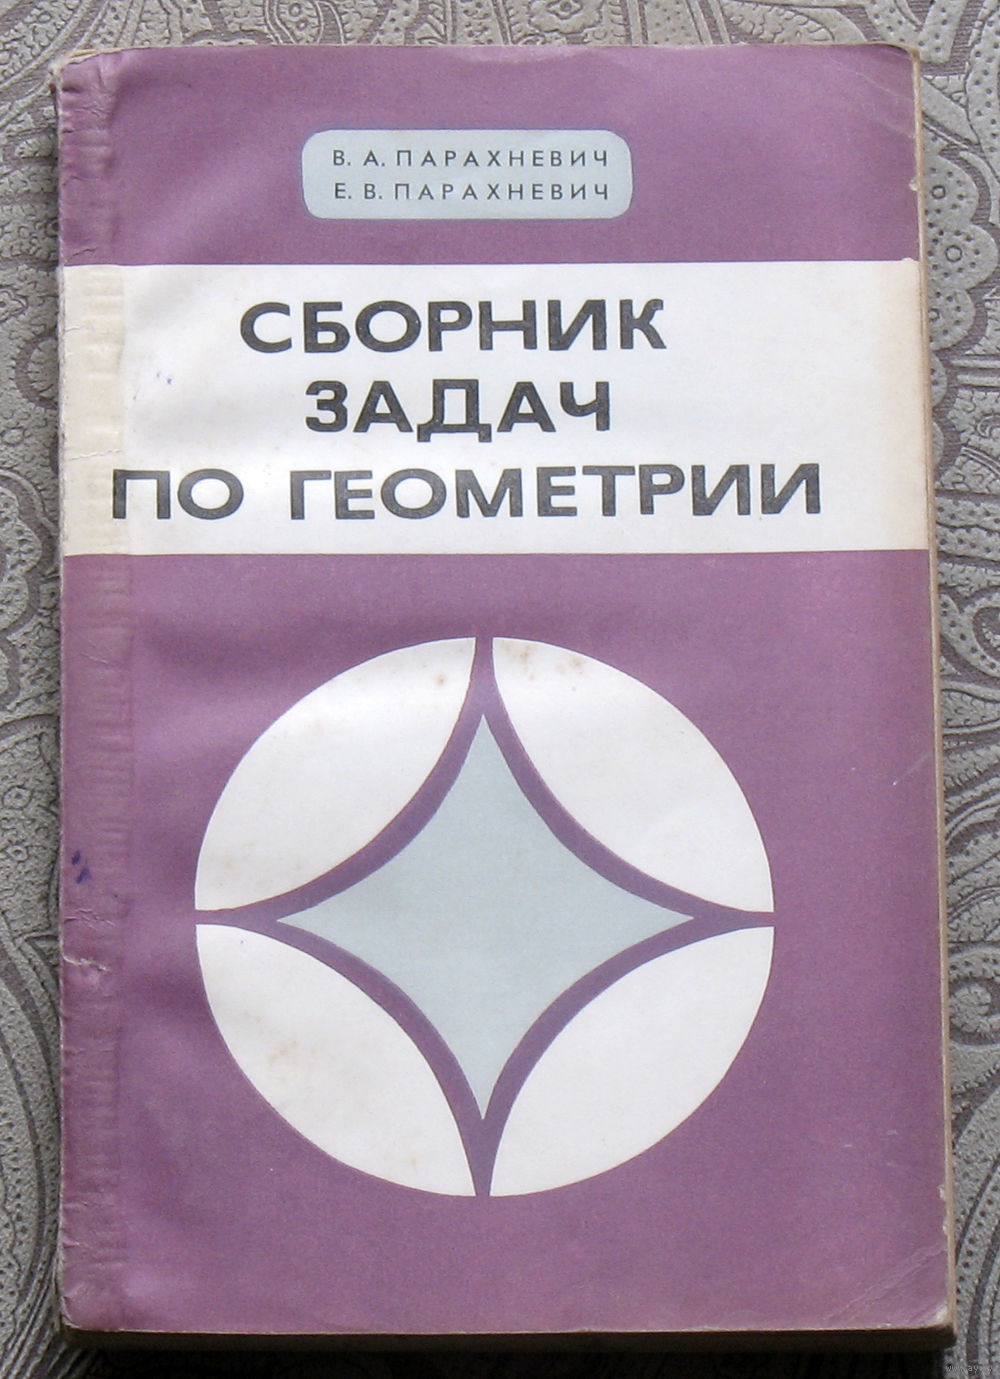 В. А. ПАРАХНЕВИЧ
Е. В. ПАРАХНЕВИЧ
СБОРНИК
ЗАДАЧ
ПО ГЕОМЕТРИИ